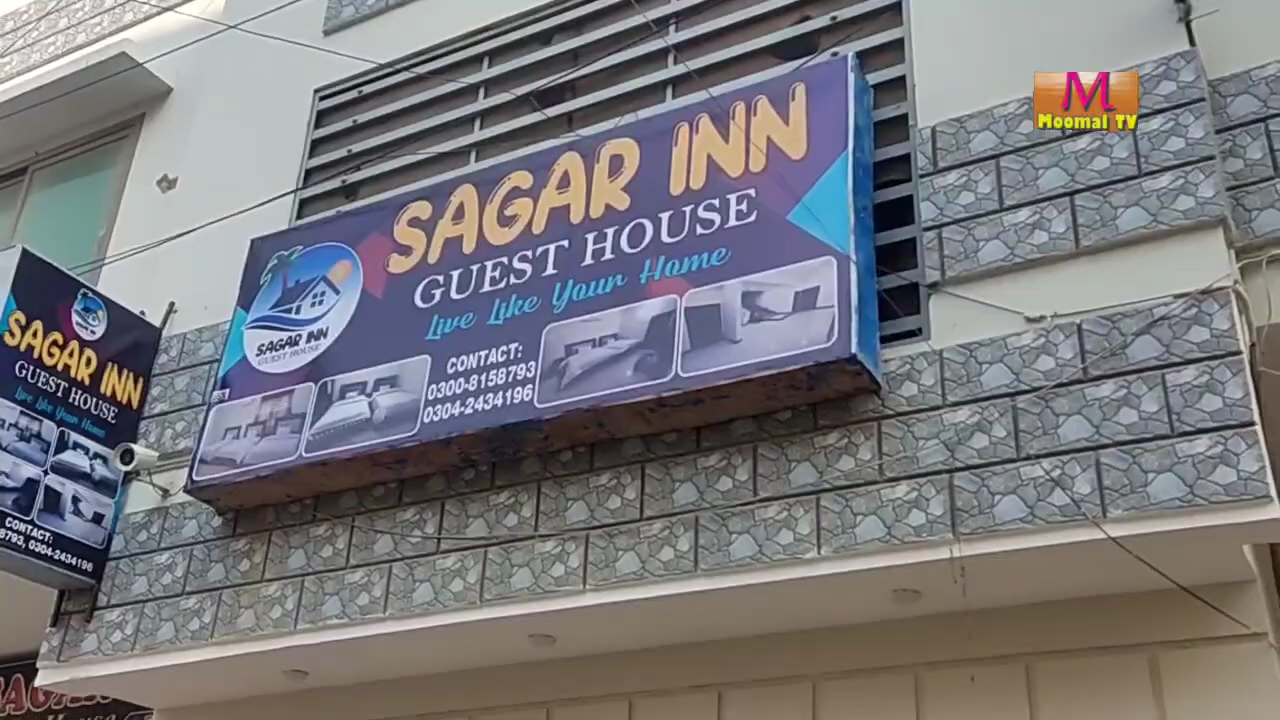 M
Moomal TV
SAGAR INN
GUEST HOUSE
Live Like Your Home
SAGAR INN
GUEST HOUSE
CONTACT:
0300-8158793
0304-2434196
SAGAR INN
GUEST HOUSE
Live Like Your Home
CONTACT:
8793, 0304-2434196
House